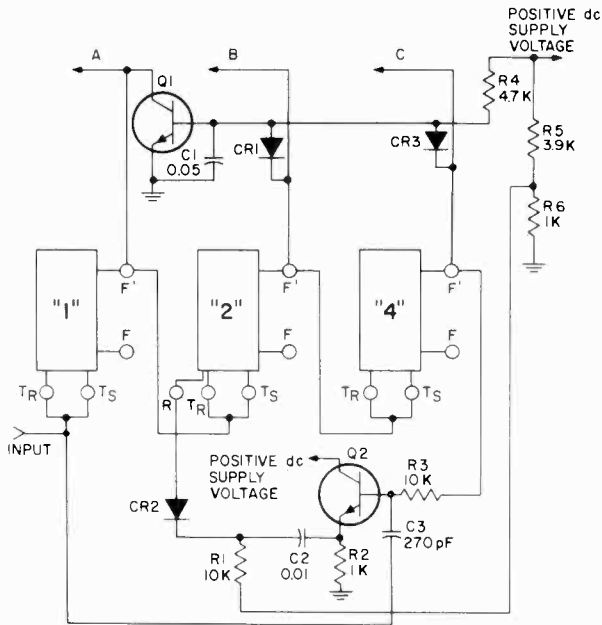 POSITIVE dc
SUPPLY
VOLTAGE
A
B
C
Q1
R4
4.7K
R5
3.9K
C1
0.05
CR1
CR3
R6
1K
"1"
F'
F
TR
TS
"2"
F'
F
R
TR
TS
"4"
F'
F
TR
TS
INPUT
POSITIVE dc
SUPPLY
VOLTAGE
Q2
R3
10K
CR2
R1
10K
C2
0.01
R2
1K
C3
270pF